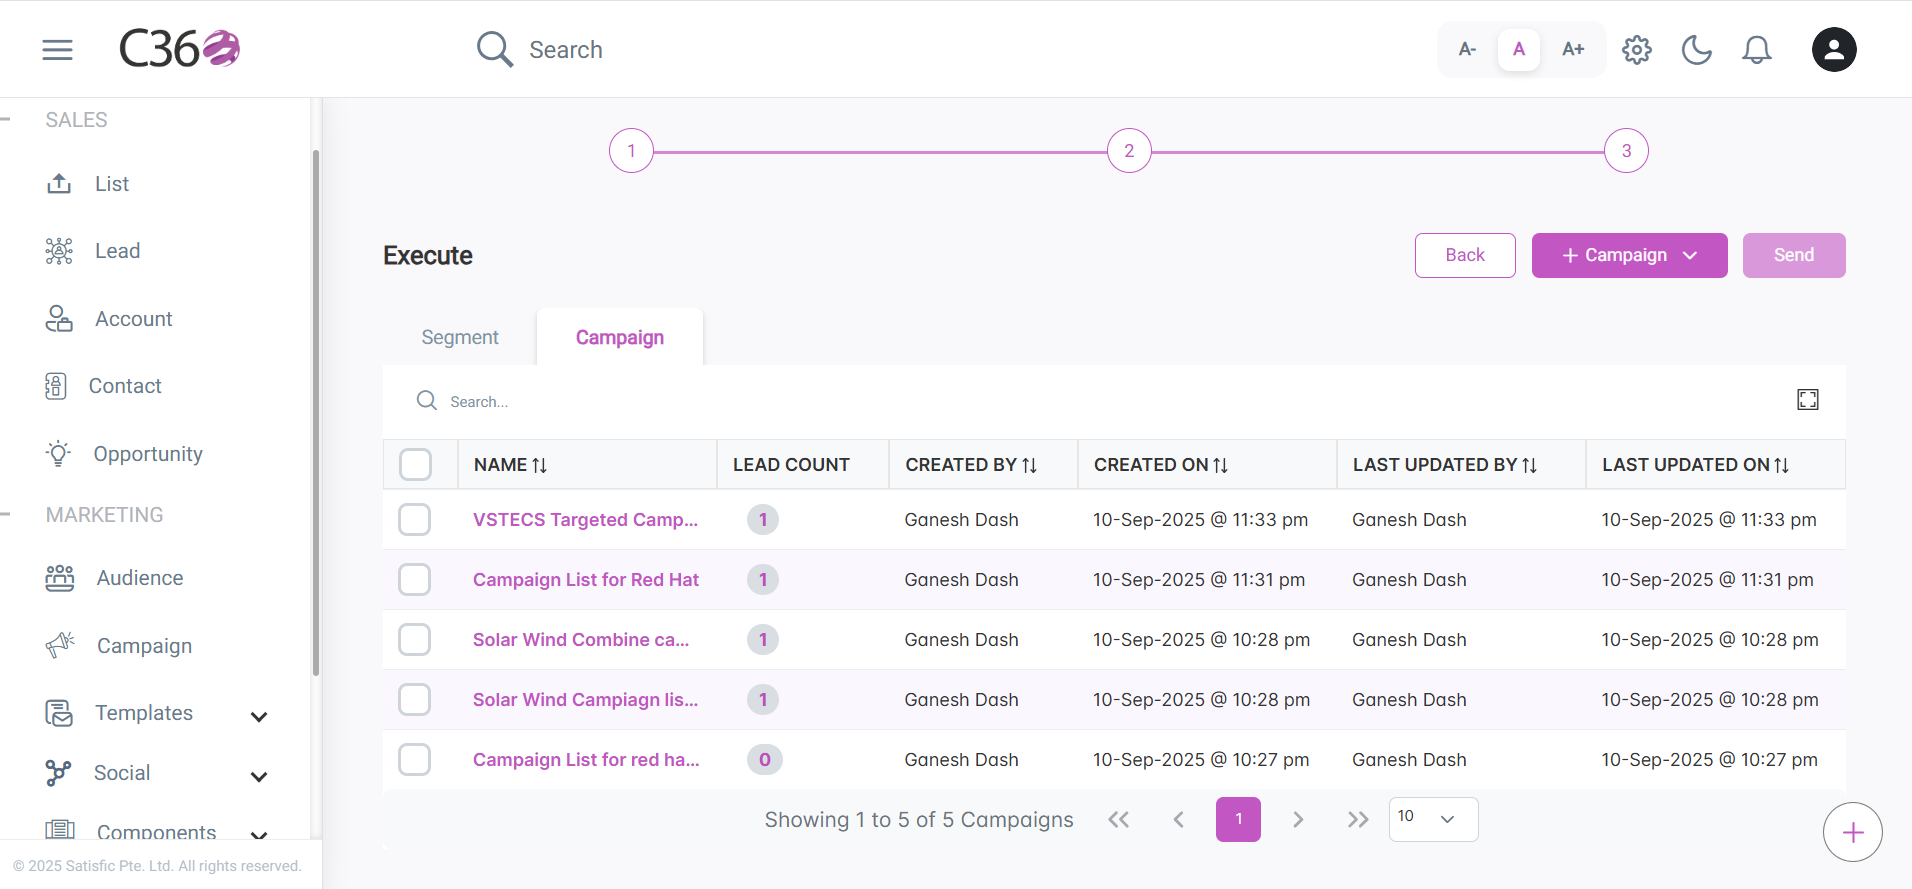 C360
Search
A-
A
A+
SALES
List
Lead
Account
Contact
Opportunity
MARKETING
Audience
Campaign
Templates
Social
Components
© 2025 Satisfic Pte. Ltd. All rights reserved.
1
2
3
Execute
Back
+ Campaign
Send
Segment
Campaign
Search...
NAME LEAD COUNT CREATED BY CREATED ON LAST UPDATED BY LAST UPDATED ON
VSTECS Targeted Camp... 1 Ganesh Dash 10-Sep-2025 @ 11:33 pm Ganesh Dash 10-Sep-2025 @ 11:33 pm
Campaign List for Red Hat 1 Ganesh Dash 10-Sep-2025 @ 11:31 pm Ganesh Dash 10-Sep-2025 @ 11:31 pm
Solar Wind Combine ca... 1 Ganesh Dash 10-Sep-2025 @ 10:28 pm Ganesh Dash 10-Sep-2025 @ 10:28 pm
Solar Wind Campiagn lis... 1 Ganesh Dash 10-Sep-2025 @ 10:28 pm Ganesh Dash 10-Sep-2025 @ 10:28 pm
Campaign List for red ha... 0 Ganesh Dash 10-Sep-2025 @ 10:27 pm Ganesh Dash 10-Sep-2025 @ 10:27 pm
Showing 1 to 5 of 5 Campaigns 1 10